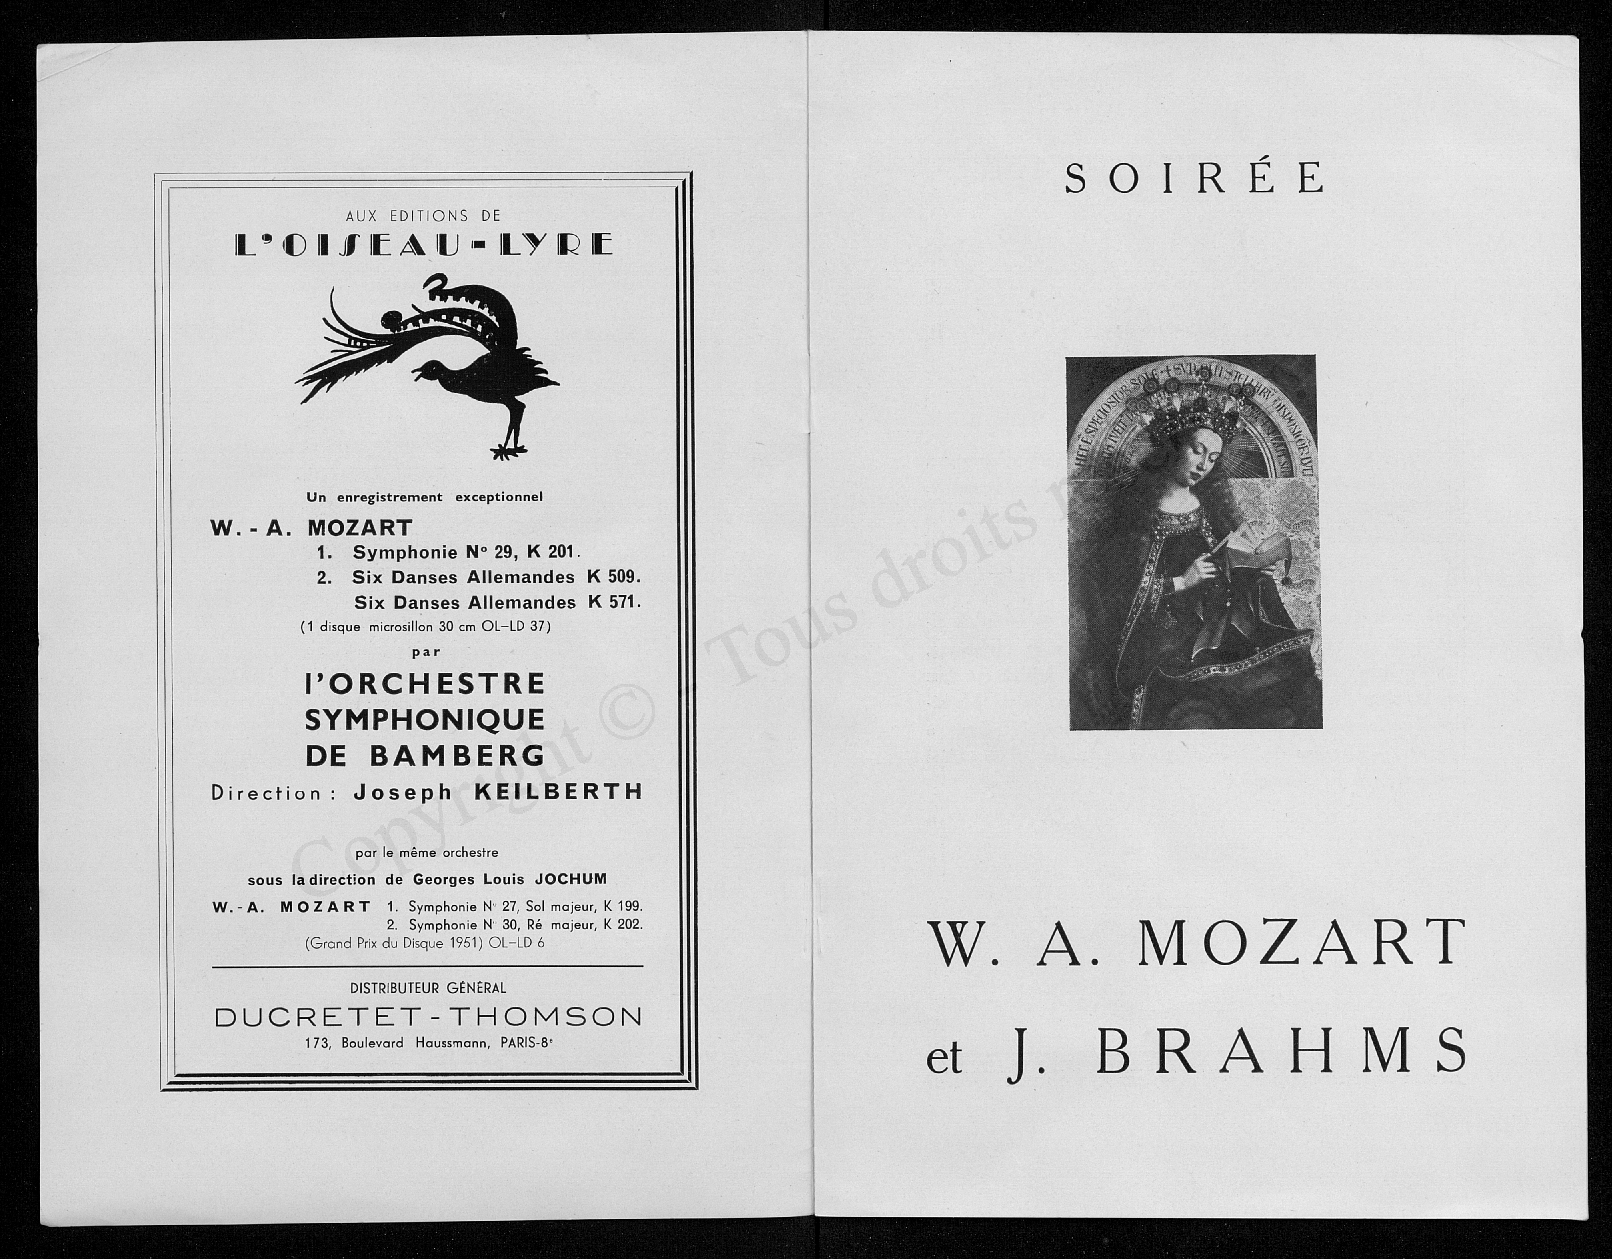 AUX EDITIONS DE
L'OISEAU-LYRE
Un enregistrement exceptionnel
W. - A. MOZART
1. Symphonie N° 29, K 201.
2. Six Danses Allemandes K 509.
Six Danses Allemandes K 571.
(1 disque microsillon 30 cm OL-LD 37)
par
l'ORCHESTRE
SYMPHONIQUE
DE BAMBERG
Direction : Joseph KEILBERTH
par le même orchestre
sous la direction de Georges Louis JOCHUM
W. - A. MOZART 1. Symphonie N° 27, Sol majeur, K 199.
2. Symphonie N° 30, Ré majeur, K 202.
(Grand Prix du Disque 1951) OL-LD 6
DISTRIBUTEUR GÉNÉRAL
DUCRETET - THOMSON
173, Boulevard Haussmann, PARIS-8e
SOIRÉE
W. A. MOZART
et J. BRAHMS
Copyright © - Tous droits